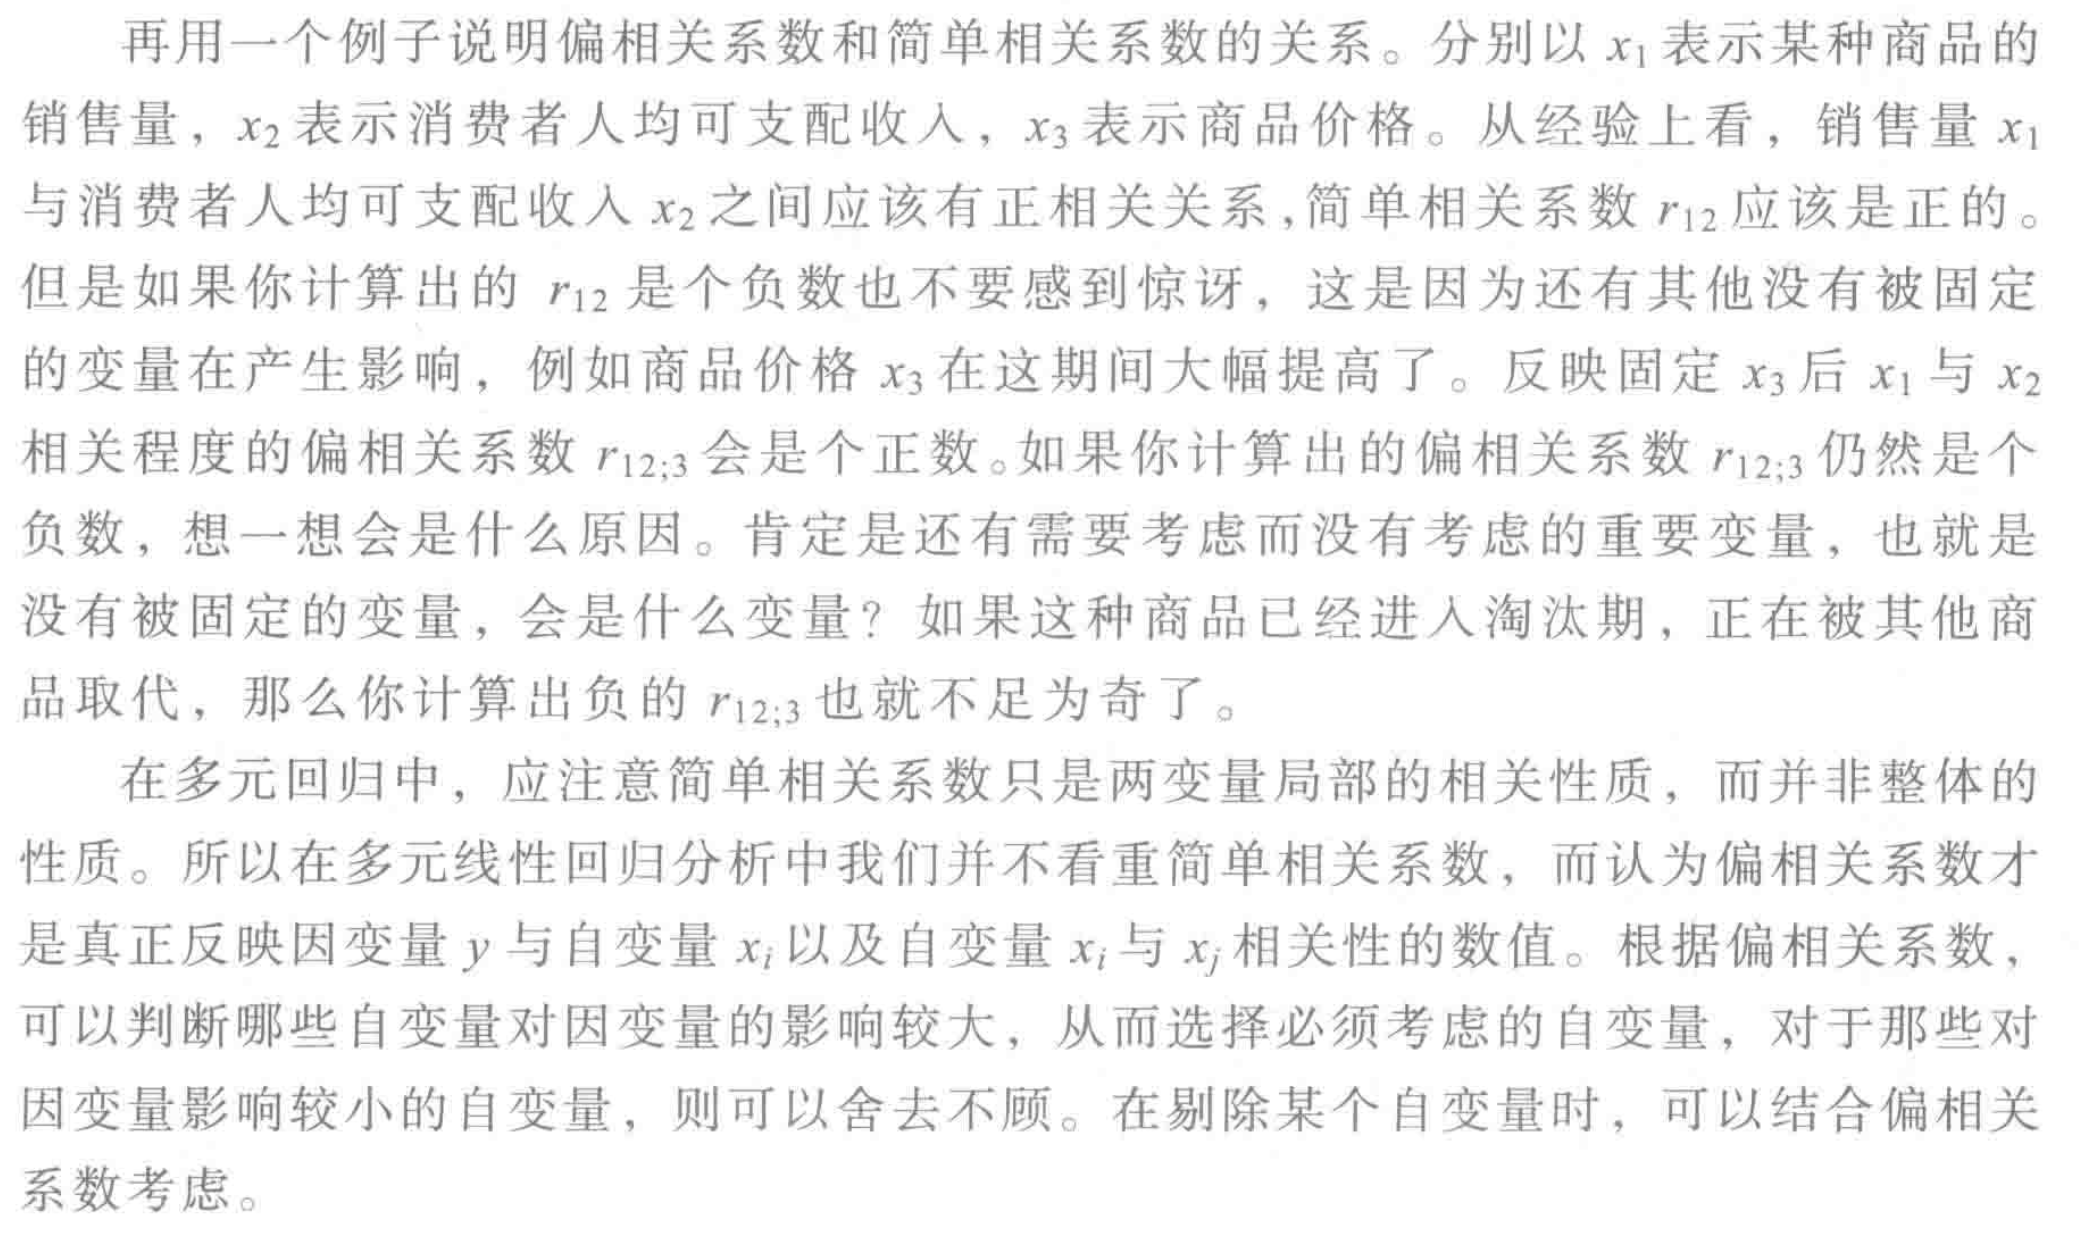 再用一个例子说明偏相关系数和简单相关系数的关系。分别以 x₁ 表示某种商品的
销售量，x₂ 表示消费者人均可支配收入，x₃ 表示商品价格。从经验上看，销售量 x₁
与消费者人均可支配收入 x₂ 之间应该有正相关关系,简单相关系数 r₁₂ 应该是正的。
但是如果你计算出的 r₁₂ 是个负数也不要感到惊讶，这是因为还有其他没有被固定
的变量在产生影响，例如商品价格 x₃ 在这期间大幅提高了。反映固定 x₃ 后 x₁ 与 x₂
相关程度的偏相关系数 r₁₂;₃ 会是个正数。如果你计算出的偏相关系数 r₁₂;₃ 仍然是个
负数，想一想会是什么原因。肯定是还有需要考虑而没有考虑的重要变量，也就是
没有被固定的变量，会是什么变量？如果这种商品已经进入淘汰期，正在被其他商
品取代，那么你计算出负的 r₁₂;₃ 也就不足为奇了。
在多元回归中，应注意简单相关系数只是两变量局部的相关性质，而并非整体的
性质。所以在多元线性回归分析中我们并不看重简单相关系数，而认为偏相关系数才
是真正反映因变量 y 与自变量 xᵢ 以及自变量 xᵢ 与 xⱼ 相关性的数值。根据偏相关系数，
可以判断哪些自变量对因变量的影响较大，从而选择必须考虑的自变量，对于那些对
因变量影响较小的自变量，则可以舍去不顾。在剔除某个自变量时，可以结合偏相关
系数考虑。